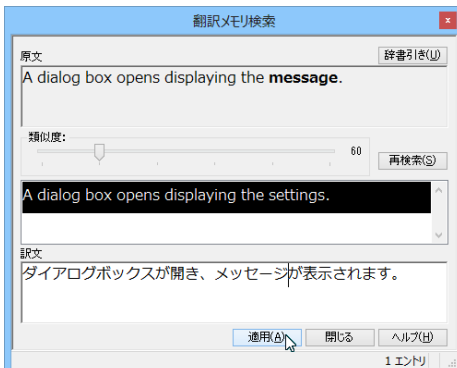 翻訳メモリ検索
原文
辞書引き(U)
A dialog box opens displaying the message.
類似度:
60
再検索(S)
A dialog box opens displaying the settings.
訳文
ダイアログボックスが開き、メッセージが表示されます。
適用(A) 閉じる ヘルプ(H)
1 エントリ